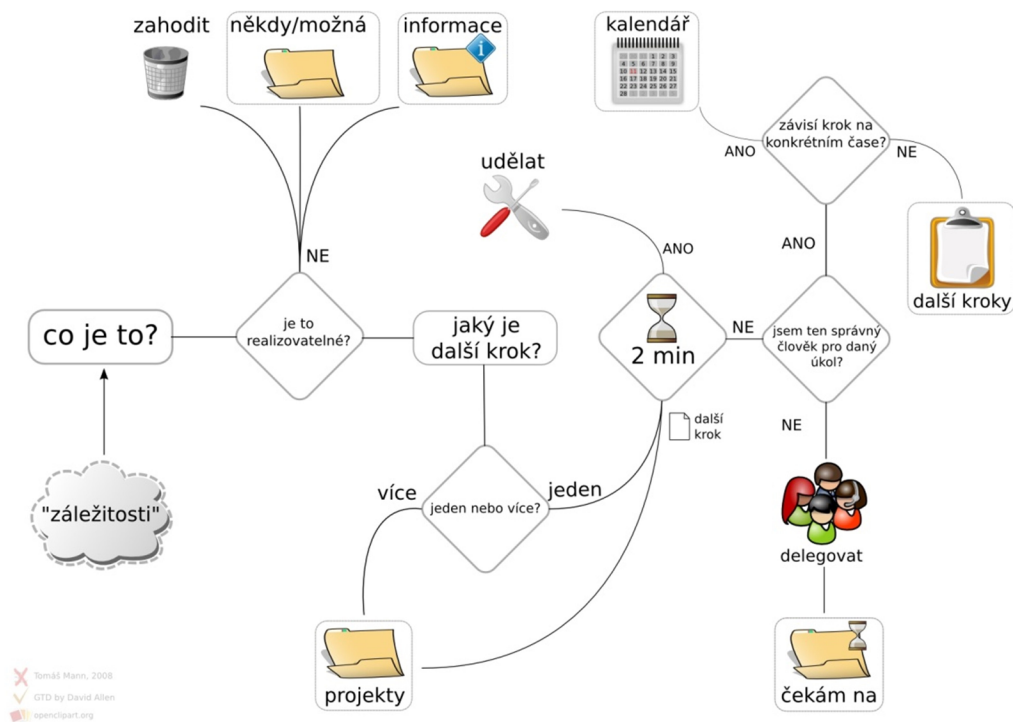 zahodit
někdy/možná
informace
kalendář
závisí krok na
konkrétním čase?
ANO
NE
udělat
ANO
NE
ANO
další kroky
co je to?
je to
realizovatelné?
jaký je
další krok?
2 min
NE
jsem ten správný
člověk pro daný
úkol?
další
krok
NE
"záležitosti"
více
jeden nebo více?
jeden
delegovat
projekty
čekám na
Tomáš Mann, 2008
GTD by David Allen
openclipart.org